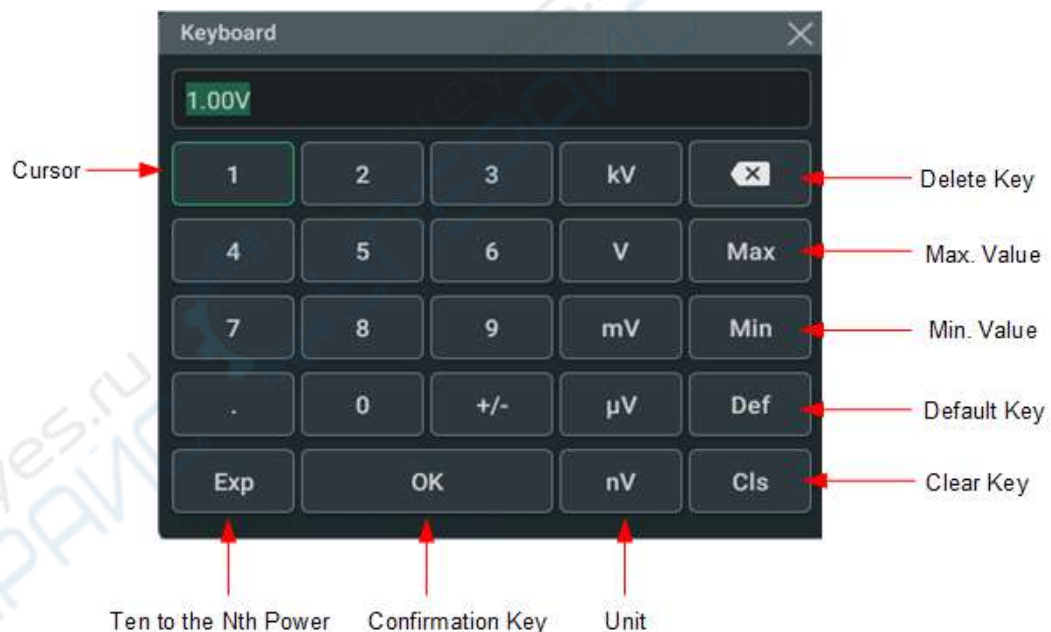 Keyboard
1.00V
Cursor
1 2 3 kV
Delete Key
4 5 6 V Max
Max. Value
7 8 9 mV Min
Min. Value
. 0 +/- µV Def
Default Key
Exp OK nV Cls
Clear Key
Ten to the Nth Power Confirmation Key Unit